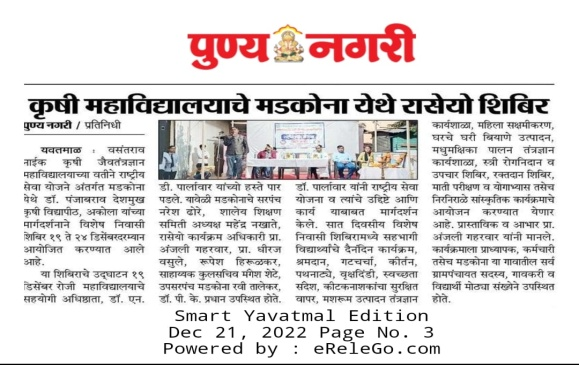 पुण्य नगरी
कृषी महाविद्यालयाचे मडकोना येथे रासेयो शिबिर
पुण्य नगरी / प्रतिनिधी
यवतमाळ : वसंतराव
नाईक कृषी जैवतंत्रज्ञान
महाविद्यालयाच्या वतीने राष्ट्रीय
सेवा योजने अंतर्गत मडकोना
येथे डॉ. पंजाबराव देशमुख
कृषी विद्यापीठ, अकोला यांच्या
मार्गदर्शनाने विशेष निवासी
शिबिर १९ ते २४ डिसेंबरदरम्यान
आयोजित करण्यात आले
आहे.
या शिबिराचे उद्घाटन १९
डिसेंबर रोजी महाविद्यालयाचे
सहयोगी अधिष्ठाता, डॉ. एन.
डी. पार्लावार यांच्या हस्ते पार
पडले. यावेळी मडकोनाचे सरपंच
नरेश ढोरे, शालेय शिक्षण
समिती अध्यक्ष महेंद्र नखाते,
रासेयो कार्यक्रम अधिकारी प्रा.
अंजली गहरवार, प्रा. धीरज
वसुले, रूपेश हिरूळकर,
साहाय्यक कुलसचिव मंगेश शेटे,
उपसरपंच मडकोना रवी तालेकर,
डॉ. पी. के. प्रधान उपस्थित होते.
डॉ. पार्लावार यांनी राष्ट्रीय सेवा
योजना व त्यांचे उद्दिष्टे आणि
कार्य याबाबत मार्गदर्शन
केले. सात दिवसीय विशेष
निवासी शिबिरामध्ये सहभागी
विद्यार्थ्यांचे दैनंदिन कार्यक्रम,
श्रमदान, गटचर्चा, कीर्तन,
पथनाट्ये, वृक्षदिंडी, स्वच्छता
संदेश, कीटकनाशकांचा सुरक्षित
वापर, मशरूम उत्पादन तंत्रज्ञान
कार्यशाळा, महिला सक्षमीकरण,
घरचे घरी बियाणे उत्पादन,
मधुमक्षिका पालन तंत्रज्ञान
कार्यशाळा, स्त्री रोगनिदान व
उपचार शिबिर, रक्तदान शिबिर,
माती परीक्षण व योगाभ्यास तसेच
निरनिराळे सांस्कृतिक कार्यक्रमाचे
आयोजन करण्यात येणार
आहे. प्रास्ताविक व आभार प्रा.
अंजली गहरवार यांनी मानले.
कार्यक्रमाला प्राध्यापक, कर्मचारी
तसेच मडकोना या गावातील सर्व
ग्रामपंचायत सदस्य, गावकरी व
विद्यार्थी मोठ्या संख्येने उपस्थित
होते.
Smart Yavatmal Edition
Dec 21, 2022 Page No. 3
Powered by : eReleGo.com